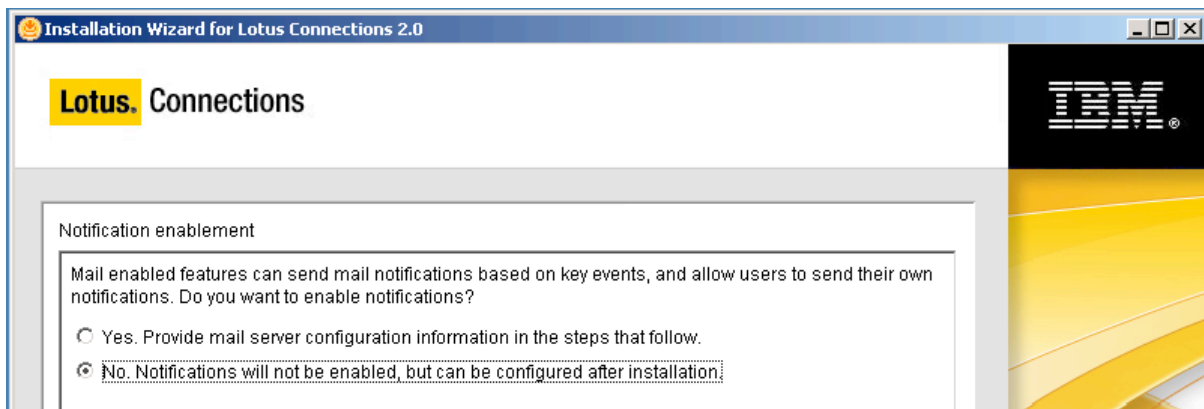 Installation Wizard for Lotus Connections 2.0
Lotus. Connections
IBM®
Notification enablement
Mail enabled features can send mail notifications based on key events, and allow users to send their own
notifications. Do you want to enable notifications?
Yes. Provide mail server configuration information in the steps that follow.
No. Notifications will not be enabled, but can be configured after installation.